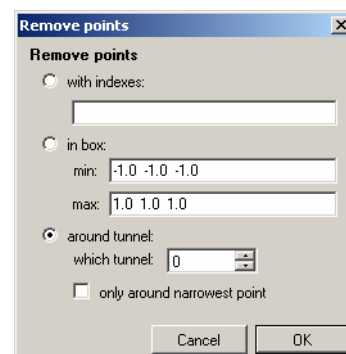 Remove points
Remove points
with indexes:
in box:
min: -1.0 -1.0 -1.0
max: 1.0 1.0 1.0
around tunnel:
which tunnel: 0
only around narrowest point
Cancel OK